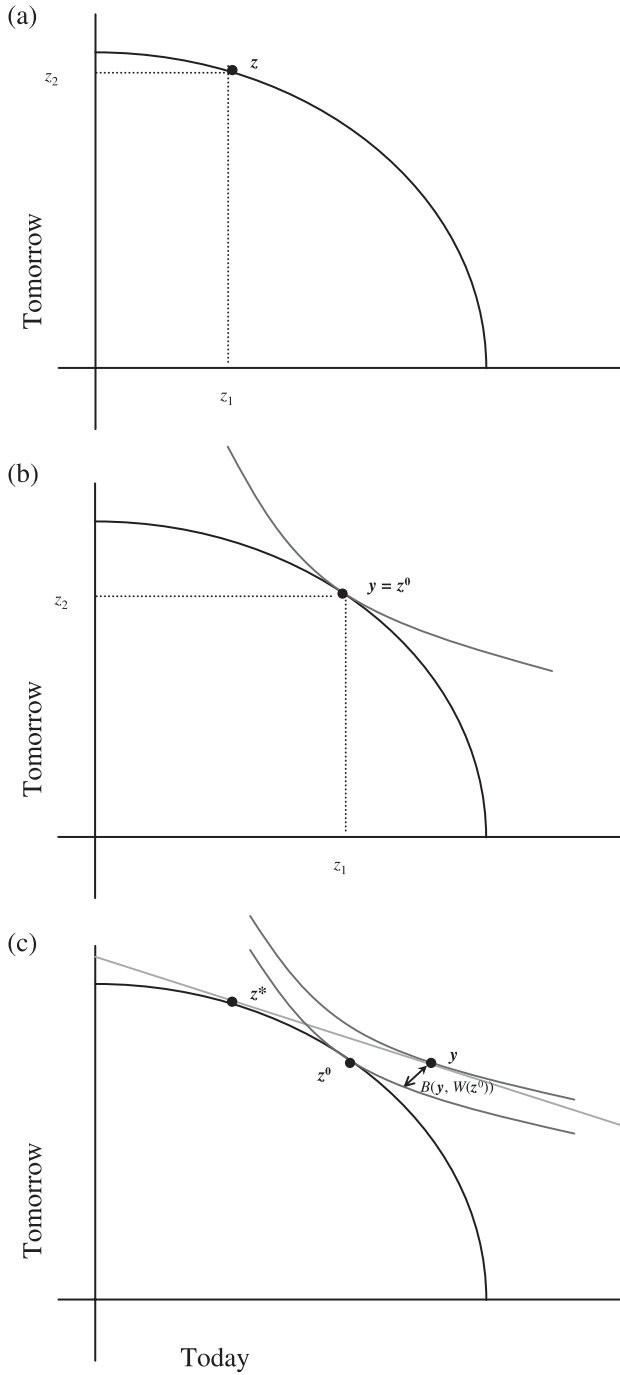 (a)
z
z₂
Tomorrow
z₁
(b)
y = z⁰
z₂
Tomorrow
z₁
(c)
z*
y
z⁰
B(y, W(z⁰))
Tomorrow
Today